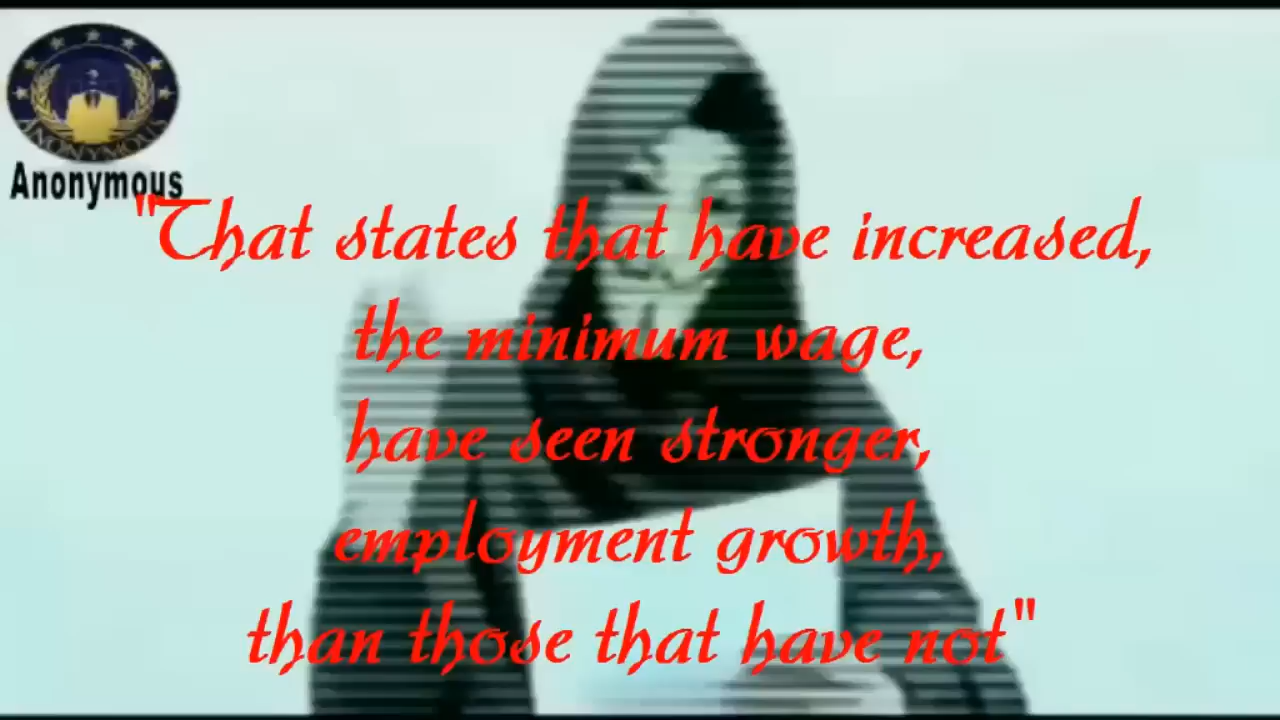 ANONYMOUS
Anonymous
"That states that have increased,
the minimum wage,
have seen stronger,
employment growth,
than those that have not"